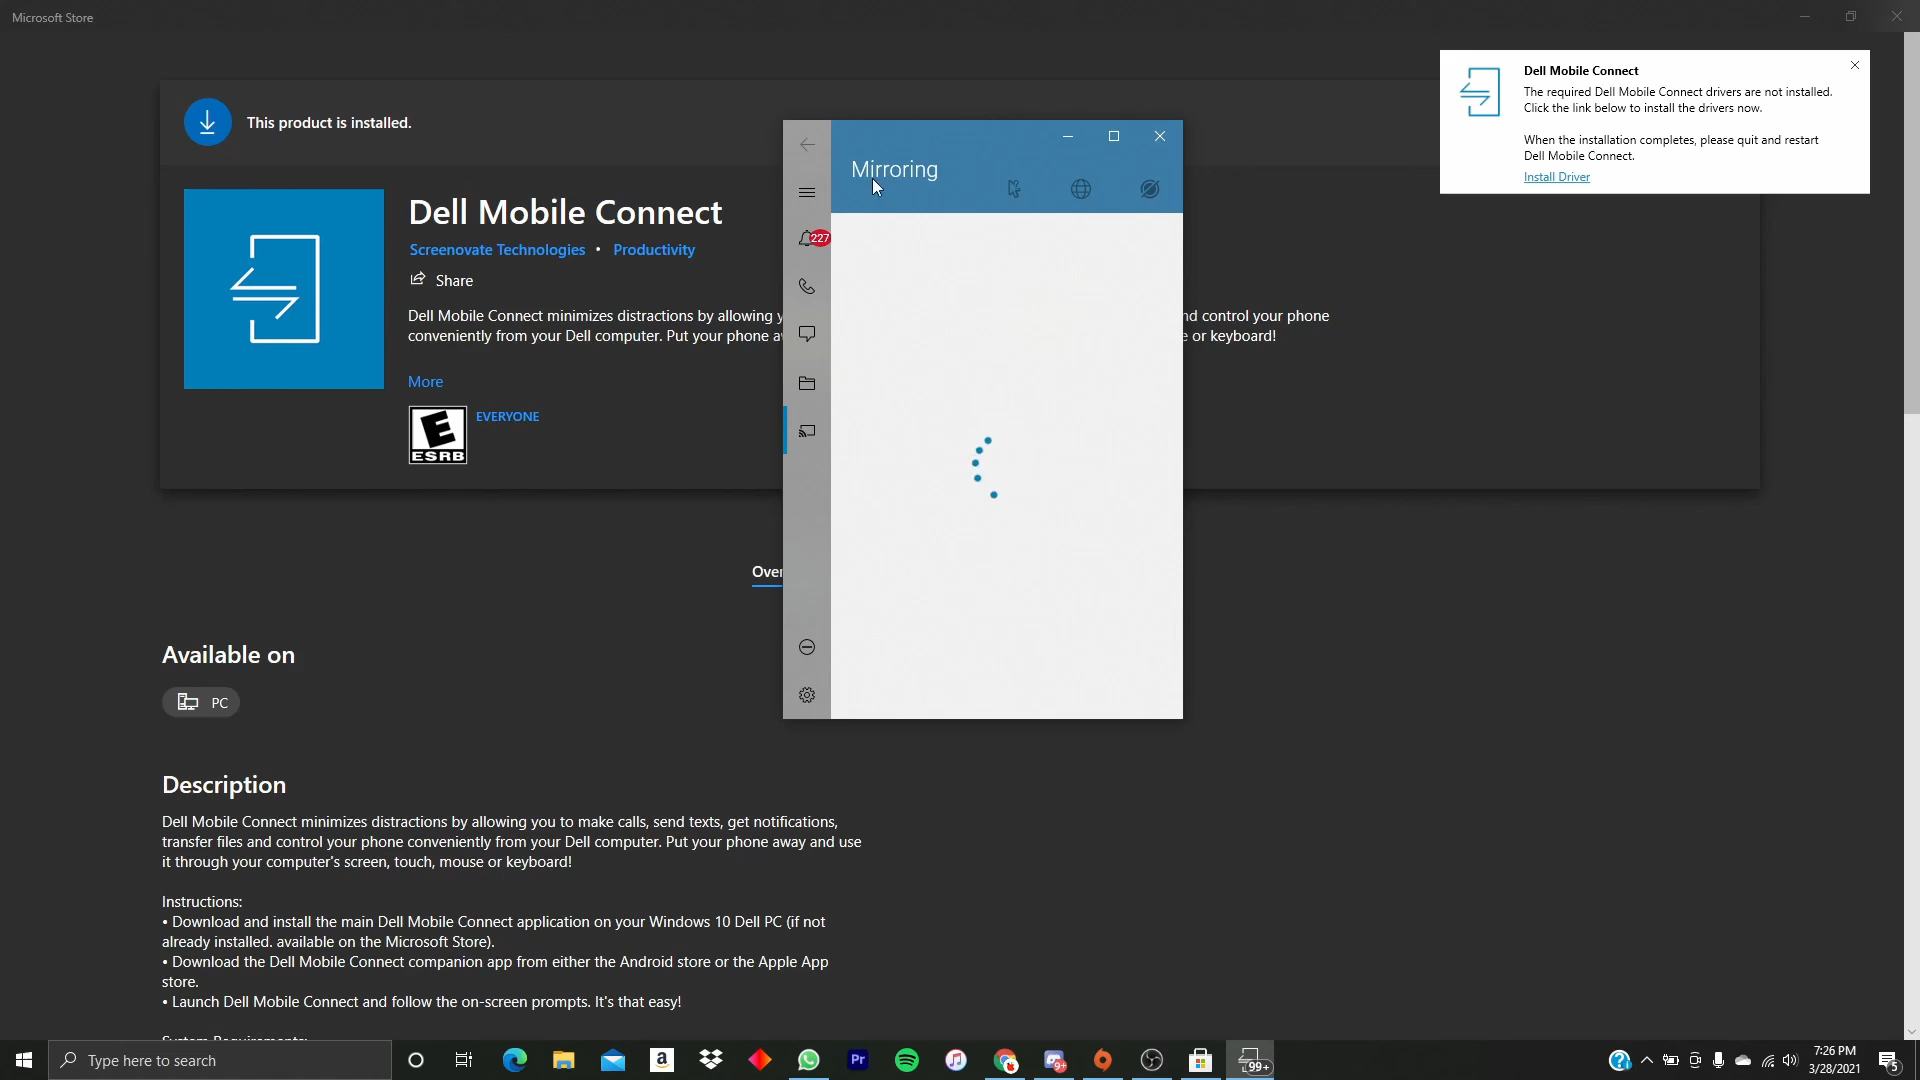 Microsoft Store
This product is installed.
Dell Mobile Connect
Screenovate Technologies • Productivity
Share
Dell Mobile Connect minimizes distractions by allowing y
nd control your phone
conveniently from your Dell computer. Put your phone a
e or keyboard!
More
E
ESRB
EVERYONE
Mirroring
227
Dell Mobile Connect
The required Dell Mobile Connect drivers are not installed.
Click the link below to install the drivers now.
When the installation completes, please quit and restart
Dell Mobile Connect.
Install Driver
Over
Available on
PC
Description
Dell Mobile Connect minimizes distractions by allowing you to make calls, send texts, get notifications,
transfer files and control your phone conveniently from your Dell computer. Put your phone away and use
it through your computer's screen, touch, mouse or keyboard!
Instructions:
• Download and install the main Dell Mobile Connect application on your Windows 10 Dell PC (if not
already installed. available on the Microsoft Store).
• Download the Dell Mobile Connect companion app from either the Android store or the Apple App
store.
• Launch Dell Mobile Connect and follow the on-screen prompts. It's that easy!
System Requirements:
Type here to search
a
Pr
9+
99+
7:26 PM
3/28/2021
5